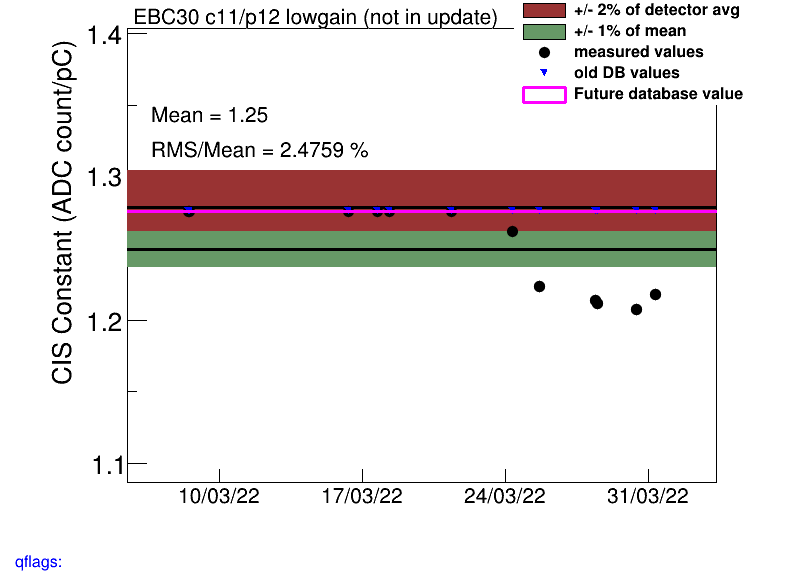 EBC30 c11/p12 lowgain (not in update)
+/- 2% of detector avg
+/- 1% of mean
measured values
old DB values
Future database value
Mean = 1.25
RMS/Mean = 2.4759 %
CIS Constant (ADC count/pC)
1.4
1.3
1.2
1.1
10/03/22 17/03/22 24/03/22 31/03/22
qflags: